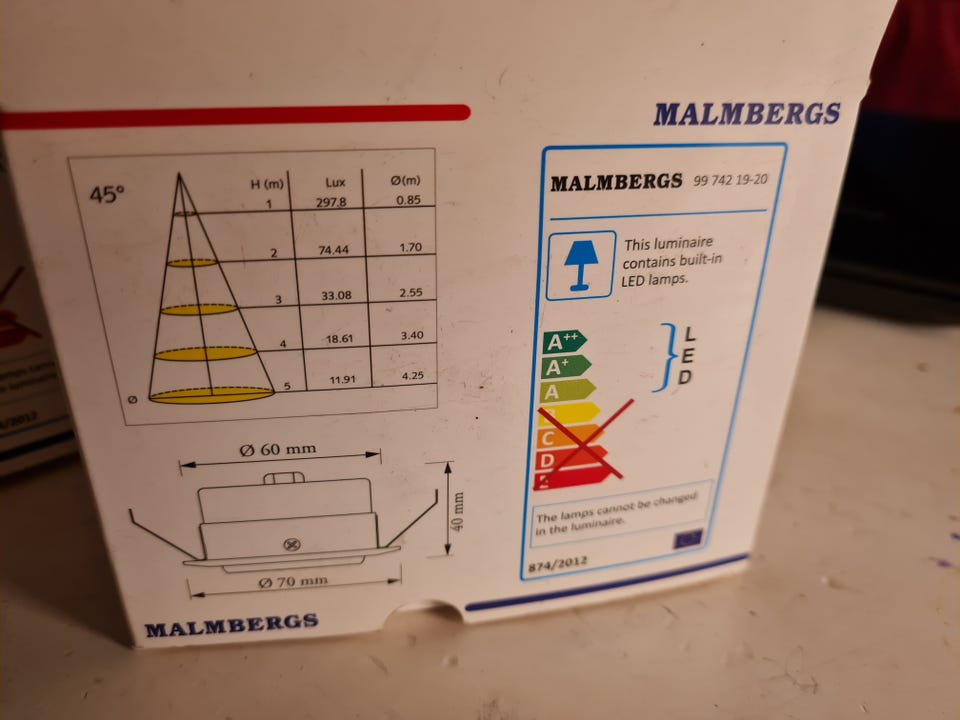 MALMBERGS
45°
H (m) Lux Ø(m)
1 297.8 0.85
2 74.44 1.70
3 33.08 2.55
4 18.61 3.40
5 11.91 4.25
Ø
Ø 60 mm
40 mm
Ø 70 mm
MALMBERGS
MALMBERGS 99 742 19-20
This luminaire
contains built-in
LED lamps.
A++
A+
A
C
D
L
E
D
The lamps cannot be changed
in the luminaire.
874/2012
/2012